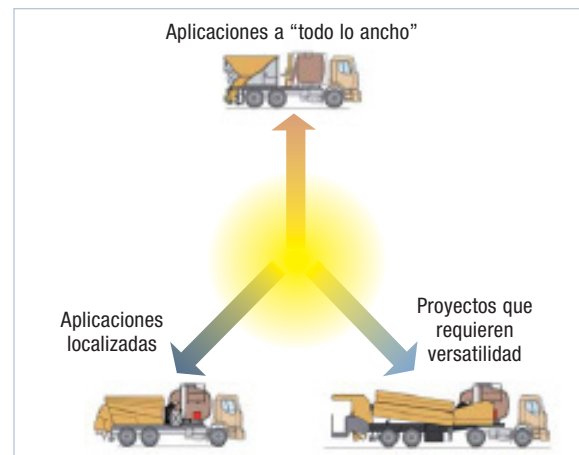 Aplicaciones a “todo lo ancho”
Aplicaciones
localizadas
Proyectos que
requieren
versatilidad